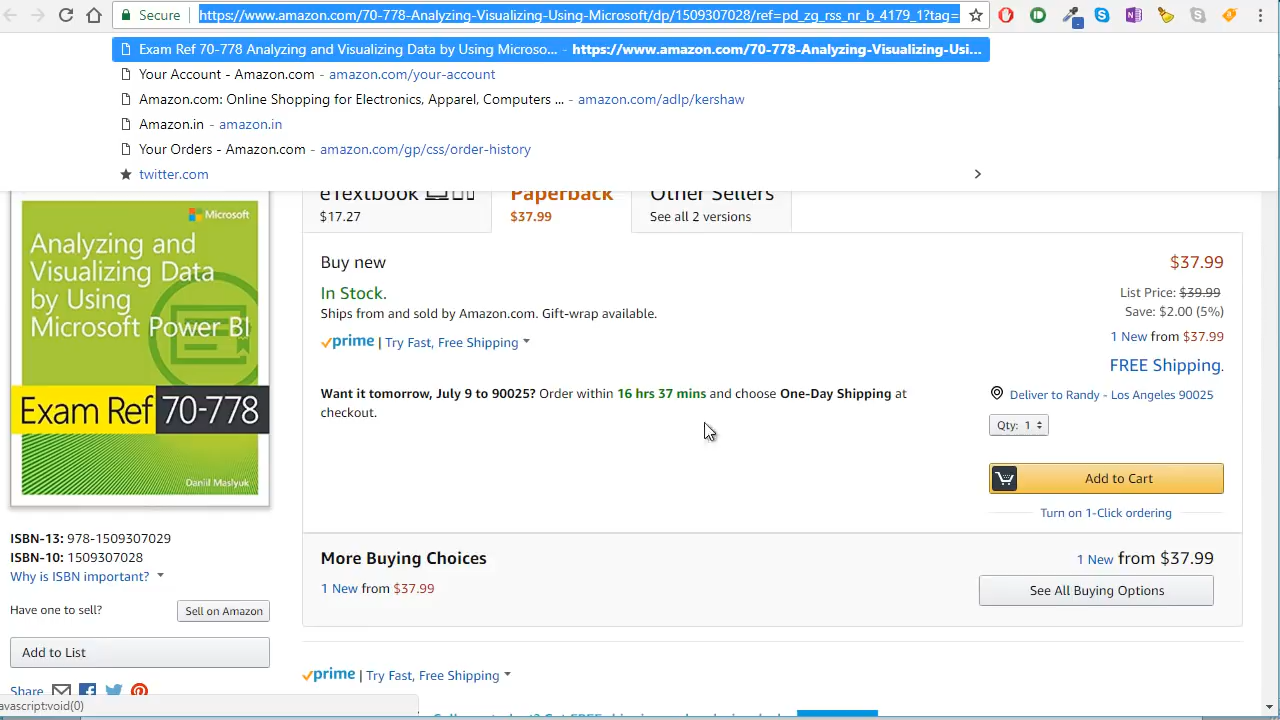 Secure | https://www.amazon.com/70-778-Analyzing-Visualizing-Using-Microsoft/dp/1509307028/ref=pd_zg_rss_nr_b_4179_1?tag=
Exam Ref 70-778 Analyzing and Visualizing Data by Using Microso... - https://www.amazon.com/70-778-Analyzing-Visualizing-Usi...
Your Account - Amazon.com - amazon.com/your-account
Amazon.com: Online Shopping for Electronics, Apparel, Computers ... - amazon.com/adlp/kershaw
Amazon.in - amazon.in
Your Orders - Amazon.com - amazon.com/gp/css/order-history
twitter.com
eTextbook
$17.27
Paperback
$37.99
Other Sellers
See all 2 versions
Microsoft
Analyzing and
Visualizing Data
by Using
Microsoft Power BI
Exam Ref 70-778
Daniil Maslyuk
Buy new
$37.99
In Stock.
Ships from and sold by Amazon.com. Gift-wrap available.
List Price: $39.99
Save: $2.00 (5%)
1 New from $37.99
prime | Try Fast, Free Shipping
FREE Shipping.
Want it tomorrow, July 9 to 90025? Order within 16 hrs 37 mins and choose One-Day Shipping at
checkout.
Deliver to Randy - Los Angeles 90025
Qty: 1
Add to Cart
Turn on 1-Click ordering
ISBN-13: 978-1509307029
ISBN-10: 1509307028
Why is ISBN important?
Have one to sell?
Sell on Amazon
Add to List
Share
More Buying Choices
1 New from $37.99
1 New from $37.99
See All Buying Options
prime | Try Fast, Free Shipping
avascript:void(0)